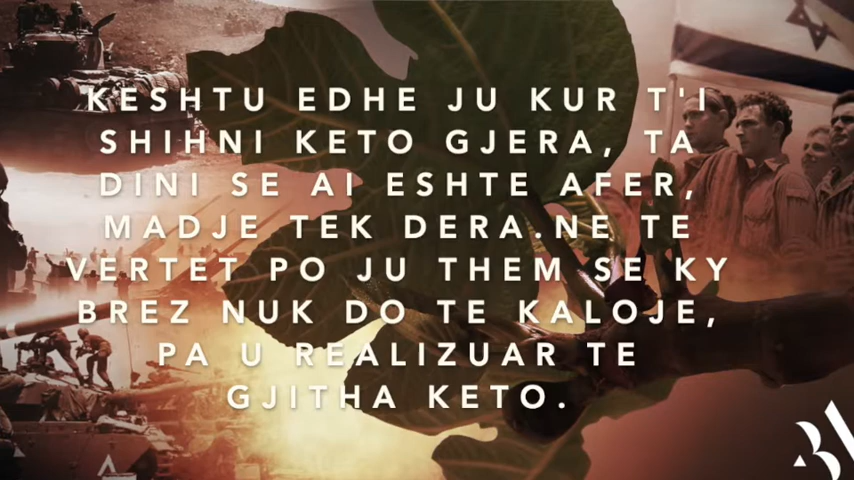 KESHTU EDHE JU KUR T'I
SHIHNI KETO GJERA, TA
DINI SE AI ESHTE AFER,
MADJE TEK DERA.NE TE
VERTET PO JU THEM SE KY
BREZ NUK DO TE KALOJE,
PA U REALIZUAR TE
GJITHA KETO.